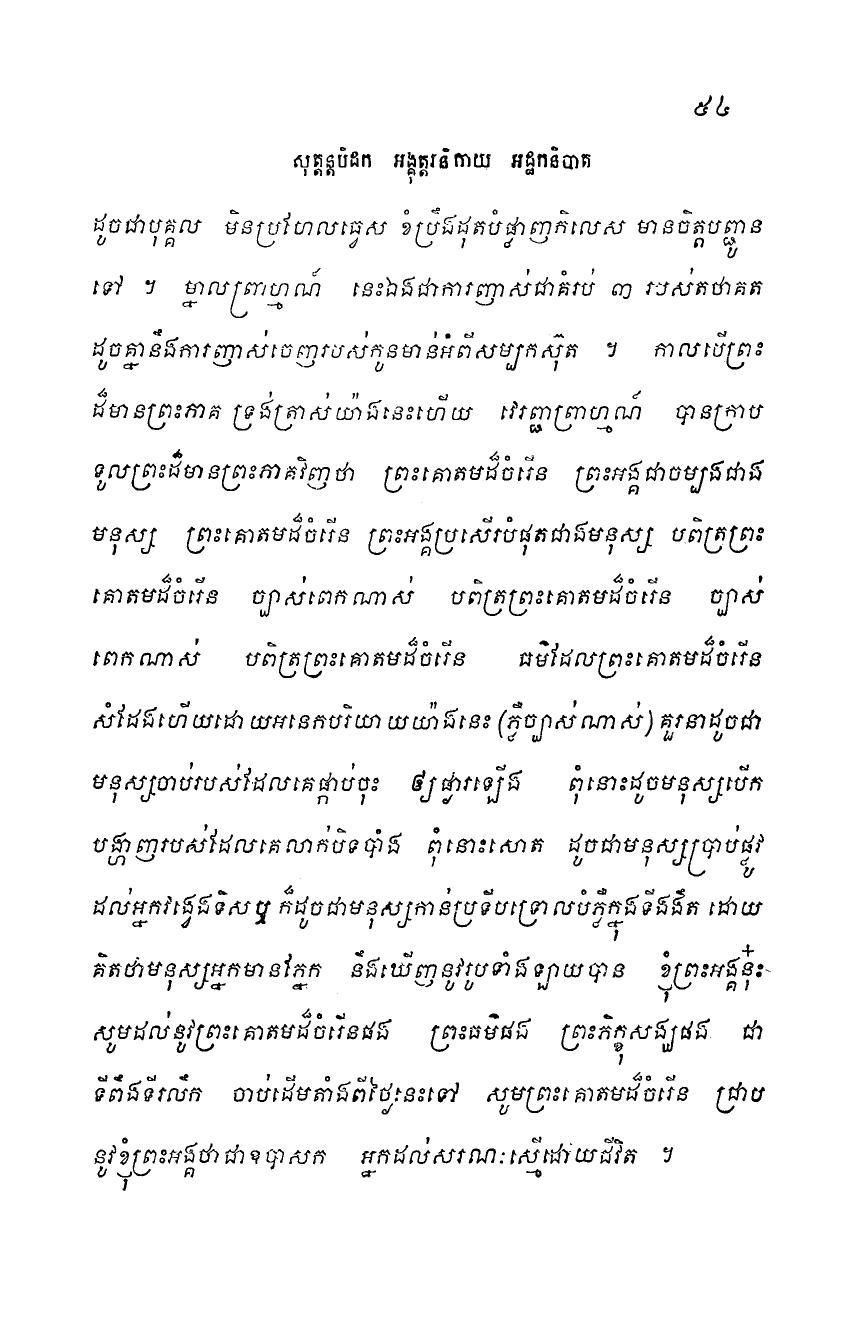 ៥៤
សុត្តន្តបិដក អង្គុត្តរនិកាយ អដ្ឋកនិបាត
ដូចជាបុគ្គល មិនប្រហែលធ្វេស ខំប្រឹងដុតបំផ្លាញកិលេស មានចិត្តបញ្ជូន
ទៅ ។ ម្នាលព្រាហ្មណ៍ នេះឯងជាការញាស់ជាគំរប់ ៣ របស់តថាគត
ដូចគ្នានឹងការញាស់ចេញរបស់កូនមាន់អំពីសម្បកស៊ុត ។ កាលបើព្រះ
ដ៏មានព្រះភាគ ទ្រង់ត្រាស់យ៉ាងនេះហើយ វេរញ្ជព្រាហ្មណ៍ បានក្រាប
ទូលព្រះដ៏មានព្រះភាគវិញថា ព្រះគោតមដ៏ចំរើន ព្រះអង្គជាចម្បងជាង
មនុស្ស ព្រះគោតមដ៏ចំរើន ព្រះអង្គប្រសើរបំផុតជាងមនុស្ស បពិត្រព្រះ
គោតមដ៏ចំរើន ច្បាស់ពេកណាស់ បពិត្រព្រះគោតមដ៏ចំរើន ច្បាស់
ពេកណាស់ បពិត្រព្រះគោតមដ៏ចំរើន ធម៌ដែលព្រះគោតមដ៏ចំរើន
សំដែងហើយដោយអនេកបរិយាយយ៉ាងនេះ (ភ្លឺច្បាស់ណាស់) គួរនាដូចជា
មនុស្សចាប់របស់ដែលគេផ្កាប់ចុះ ឲ្យផ្ងារឡើង ពុំនោះដូចមនុស្សបើក
បង្ហាញរបស់ដែលគេលាក់បិទបាំង ពុំនោះសោត ដូចជាមនុស្សប្រាប់ផ្លូវ
ដល់អ្នកវង្វេងទិសឬ ក៏ដូចជាមនុស្សកាន់ប្រទីបទ្រោលបំភ្លឺក្នុងទីងងឹត ដោយ
គិតថាមនុស្សអ្នកមានភ្នែក នឹងឃើញនូវរូបទាំងឡាយបាន ខ្ញុំព្រះអង្គនុ៎ះ
សូមដល់នូវព្រះគោតមដ៏ចំរើនផង ព្រះធម៌ផង ព្រះភិក្ខុសង្ឃផង ជា
ទីពឹងទីរលឹក ចាប់ដើមតាំងពីថ្ងៃនេះទៅ សូមព្រះគោតមដ៏ចំរើន ជ្រាប
នូវខ្ញុំព្រះអង្គថាជាឧបាសក អ្នកដល់សរណៈស្មើដោយជីវិត ។